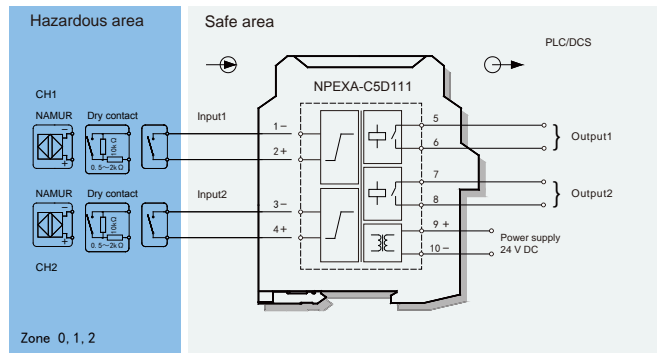 Hazardous area
Safe area
PLC/DCS
NPEXA-C5D111
CH1
NAMUR
Dry contact
Input1
−
+
10kΩ
0.5~2kΩ
1−
2+
5
6
Output1
7
8
Output2
NAMUR
Dry contact
Input2
−
+
10kΩ
0.5~2kΩ
3−
4+
9 +
10−
Power supply
24 V DC
CH2
Zone 0, 1, 2